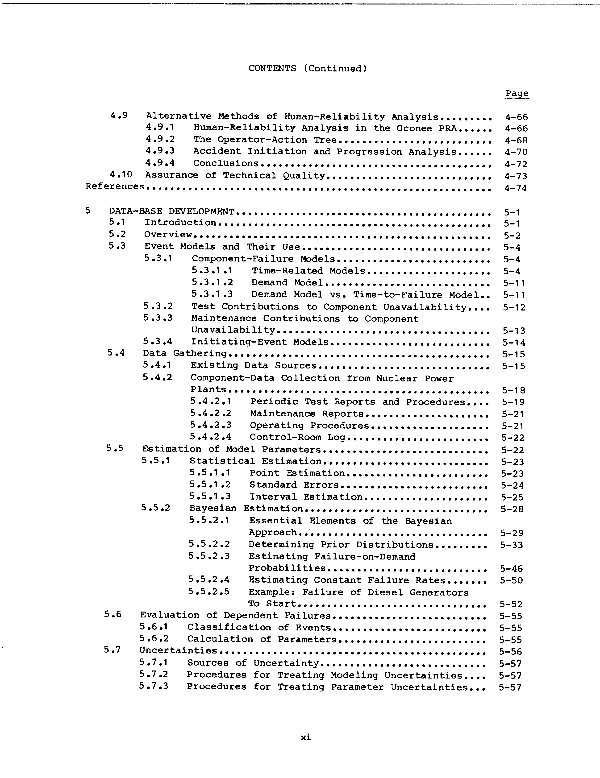 CONTENTS (Continued)
Page
4.9 Alternative Methods of Human-Reliability Analysis......... 4-66
4.9.1 Human-Reliability Analysis in the Oconee PRA...... 4-66
4.9.2 The Operator-Action Tree.......................... 4-68
4.9.3 Accident Initiation and Progression Analysis...... 4-70
4.9.4 Conclusions....................................... 4-72
4.10 Assurance of Technical Quality............................ 4-73
References.......................................................... 4-74
5 DATA-BASE DEVELOPMENT........................................... 5-1
5.1 Introduction.............................................. 5-1
5.2 Overview.................................................. 5-2
5.3 Event Models and Their Use................................ 5-4
5.3.1 Component-Failure Models.......................... 5-4
5.3.1.1 Time-Related Models..................... 5-4
5.3.1.2 Demand Model............................ 5-11
5.3.1.3 Demand Model vs. Time-to-Failure Model.. 5-11
5.3.2 Test Contributions to Component Unavailability.... 5-12
5.3.3 Maintenance Contributions to Component
Unavailability.................................... 5-13
5.3.4 Initiating-Event Models........................... 5-14
5.4 Data Gathering............................................ 5-15
5.4.1 Existing Data Sources............................. 5-15
5.4.2 Component-Data Collection from Nuclear Power
Plants............................................ 5-18
5.4.2.1 Periodic Test Reports and Procedures.... 5-19
5.4.2.2 Maintenance Reports..................... 5-21
5.4.2.3 Operating Procedures.................... 5-21
5.4.2.4 Control-Room Log........................ 5-22
5.5 Estimation of Model Parameters............................ 5-22
5.5.1 Statistical Estimation............................ 5-23
5.5.1.1 Point Estimation........................ 5-23
5.5.1.2 Standard Errors......................... 5-24
5.5.1.3 Interval Estimation..................... 5-25
5.5.2 Bayesian Estimation............................... 5-28
5.5.2.1 Essential Elements of the Bayesian
Approach................................ 5-29
5.5.2.2 Determining Prior Distributions......... 5-33
5.5.2.3 Estimating Failure-on-Demand
Probabilities........................... 5-46
5.5.2.4 Estimating Constant Failure Rates....... 5-50
5.5.2.5 Example: Failure of Diesel Generators
To Start................................ 5-52
5.6 Evaluation of Dependent Failures.......................... 5-55
5.6.1 Classification of Events.......................... 5-55
5.6.2 Calculation of Parameters......................... 5-55
5.7 Uncertainties............................................. 5-56
5.7.1 Sources of Uncertainty............................ 5-57
5.7.2 Procedures for Treating Modeling Uncertainties.... 5-57
5.7.3 Procedures for Treating Parameter Uncertainties... 5-57
xi